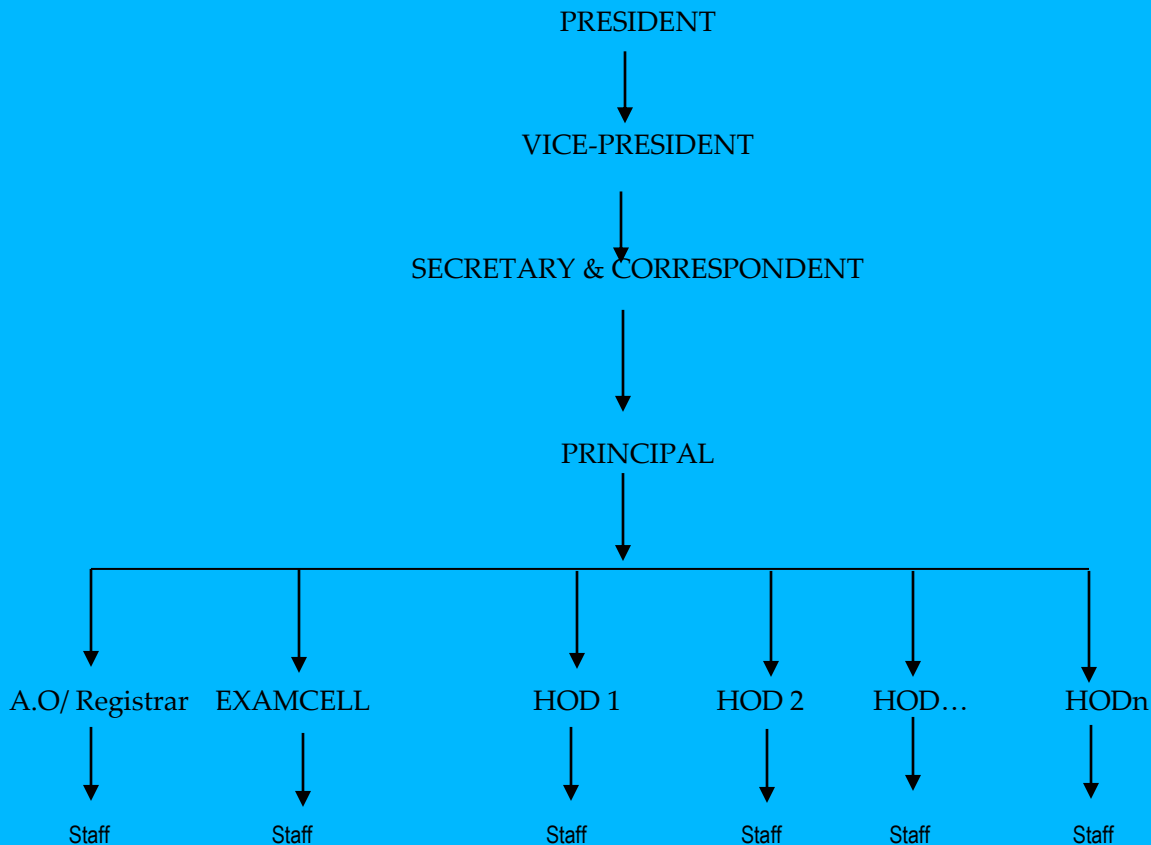 PRESIDENT
VICE-PRESIDENT
SECRETARY & CORRESPONDENT
PRINCIPAL
A.O/ Registrar EXAMCELL HOD 1 HOD 2 HOD… HODn
Staff Staff Staff Staff Staff Staff